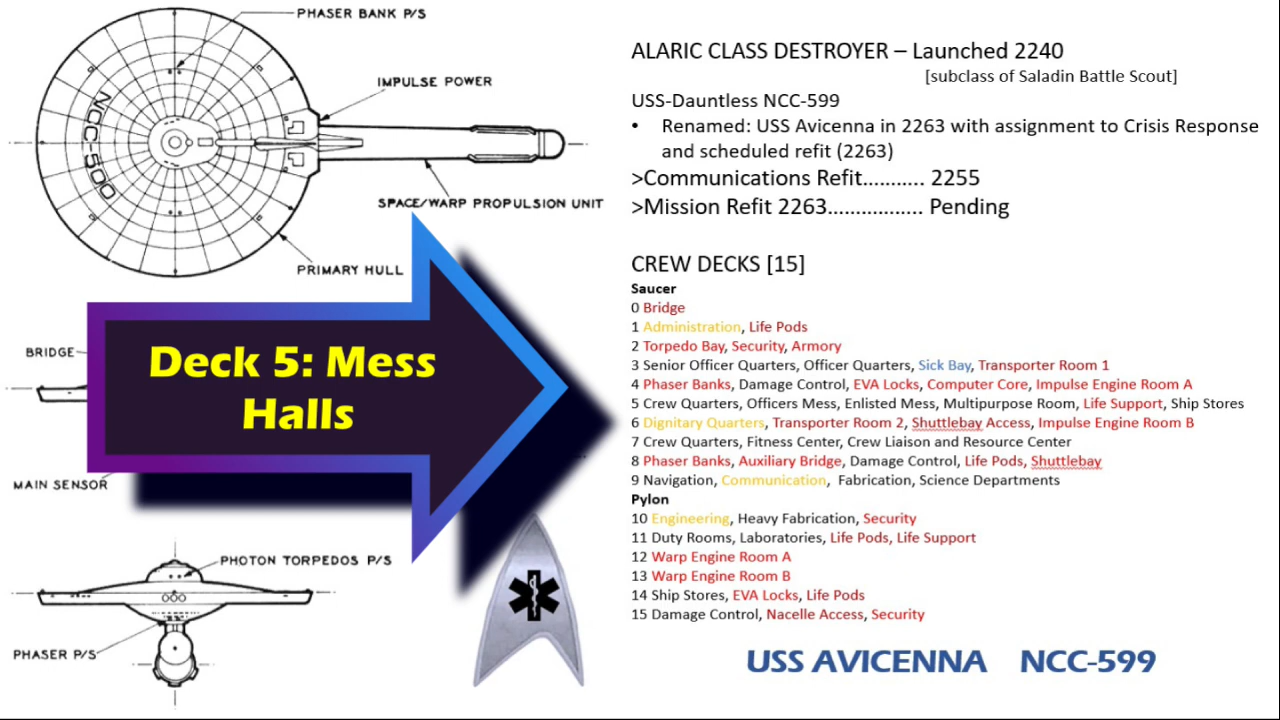 PHASER BANK P/S
IMPULSE POWER
NCC-500
SPACE/WARP PROPULSION UNIT
PRIMARY HULL
BRIDGE
MAIN SENSOR
PHOTON TORPEDOS P/S
PHASER P/S
Deck 5: Mess
Halls
ALARIC CLASS DESTROYER – Launched 2240
[subclass of Saladin Battle Scout]
USS-Dauntless NCC-599
• Renamed: USS Avicenna in 2263 with assignment to Crisis Response
and scheduled refit (2263)
>Communications Refit.......... 2255
>Mission Refit 2263................ Pending
CREW DECKS [15]
Saucer
0 Bridge
1 Administration, Life Pods
2 Torpedo Bay, Security, Armory
3 Senior Officer Quarters, Officer Quarters, Sick Bay, Transporter Room 1
4 Phaser Banks, Damage Control, EVA Locks, Computer Core, Impulse Engine Room A
5 Crew Quarters, Officers Mess, Enlisted Mess, Multipurpose Room, Life Support, Ship Stores
6 Dignitary Quarters, Transporter Room 2, Shuttlebay Access, Impulse Engine Room B
7 Crew Quarters, Fitness Center, Crew Liaison and Resource Center
8 Phaser Banks, Auxiliary Bridge, Damage Control, Life Pods, Shuttlebay
9 Navigation, Communication, Fabrication, Science Departments
Pylon
10 Engineering, Heavy Fabrication, Security
11 Duty Rooms, Laboratories, Life Pods, Life Support
12 Warp Engine Room A
13 Warp Engine Room B
14 Ship Stores, EVA Locks, Life Pods
15 Damage Control, Nacelle Access, Security
USS AVICENNA NCC-599